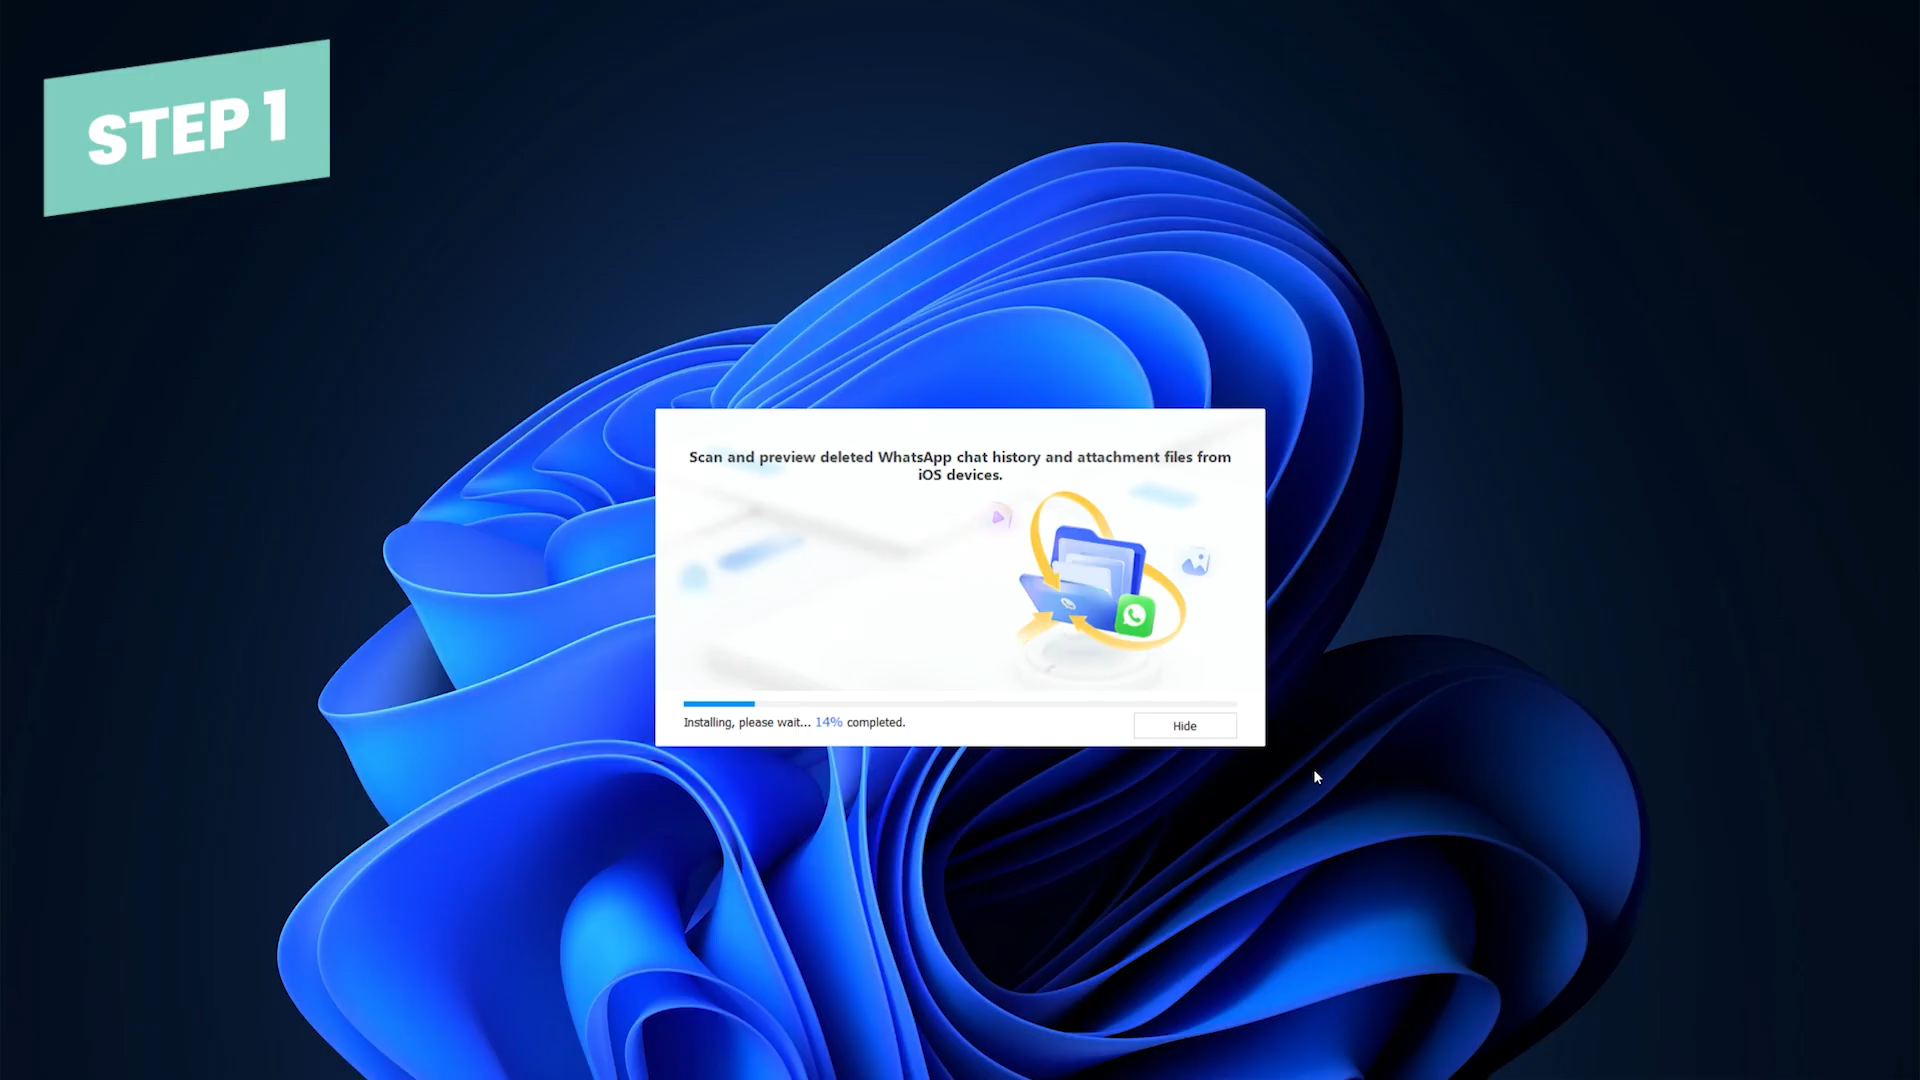 STEP 1
Scan and preview deleted WhatsApp chat history and attachment files from
iOS devices.
Installing, please wait... 14% completed.
Hide